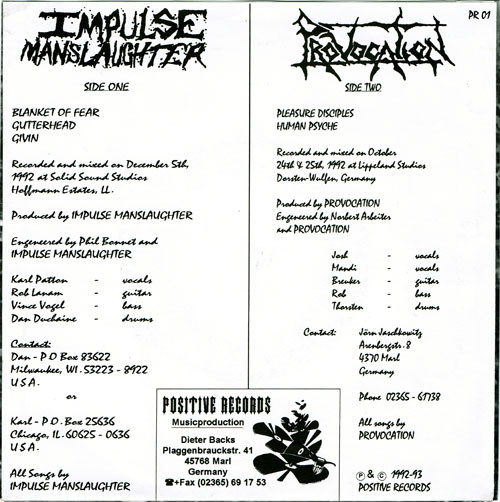 IMPULSE
MANSLAUGHTER
SIDE ONE
BLANKET OF FEAR
GUTTERHEAD
GIVIN
Recorded and mixed on December 5th,
1992 at Solid Sound Studios
Hoffmann Estates, LL.
Produced by IMPULSE MANSLAUGHTER
Engeneered by Phil Bonnet and
IMPULSE MANSLAUGHTER
Karl Patton - vocals
Rob Lanam - guitar
Vince Vogel - bass
Dan Duchaine - drums
Contact:
Dan - P.O Box 83622
Milwaukee, WI. 53223 - 8922
U S A.
or
Karl - P.O. Box 25636
Chicago, IL. 60625 - 0636
U S A.
All Songs by
IMPULSE MANSLAUGHTER
PR 01
PROVOCATION
SIDE TWO
PLEASURE DISCIPLES
HUMAN PSYCHE
Recorded and mixed on October
24th & 25th, 1992 at Lippeland Studios
Dorsten-Wulfen, Germany
Produced by PROVOCATION
Engeneered by Norbert Arbeiter
and PROVOCATION
Josh - vocals
Mandi - vocals
Breuker - guitar
Rob - bass
Thorsten - drums
Contact: Jörn Jaschkowitz
Arenbergstr. 8
4370 Marl
Germany
Phone 02365 - 67738
All songs by
PROVOCATION
Ⓟ & © 1992-93
POSITIVE RECORDS
POSITIVE RECORDS
Musicproduction
Dieter Backs
Plaggenbrauckstr. 41
45768 Marl
Germany
☎+Fax (02365) 69 17 53